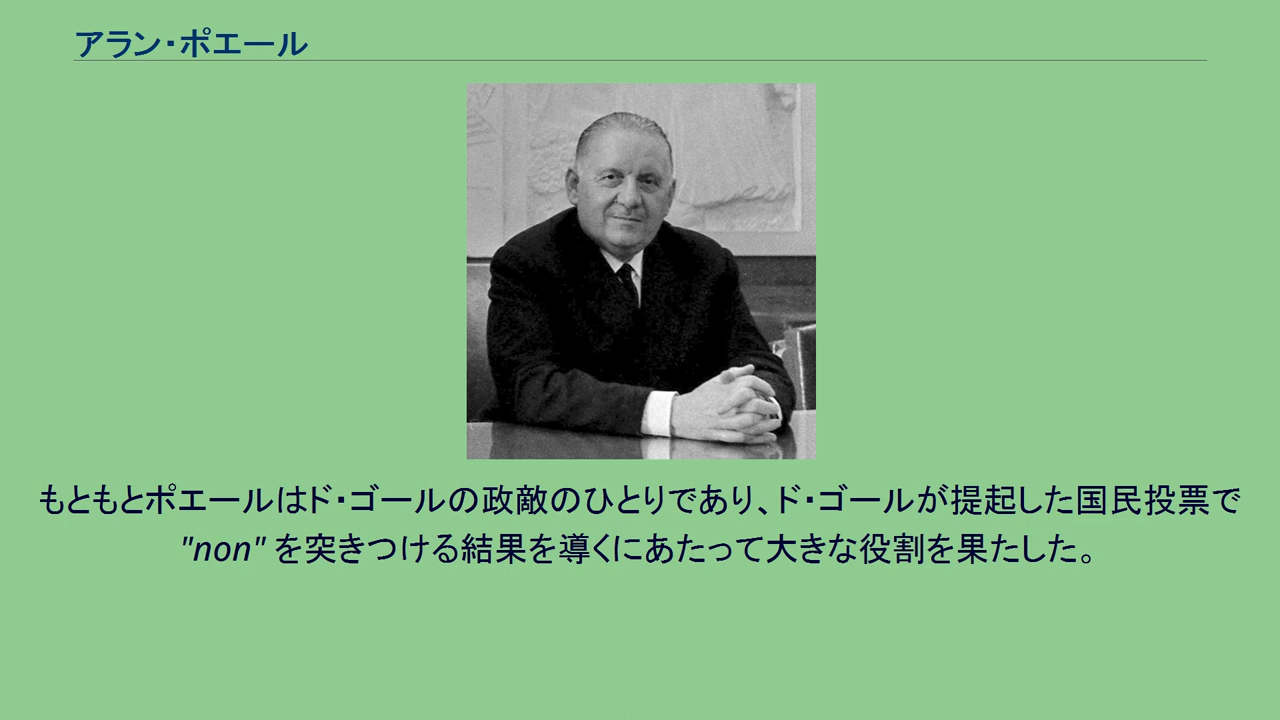 アラン・ポエール
もともとポエールはド・ゴールの政敵のひとりであり、ド・ゴールが提起した国民投票で
"non" を突きつける結果を導くにあたって大きな役割を果たした。